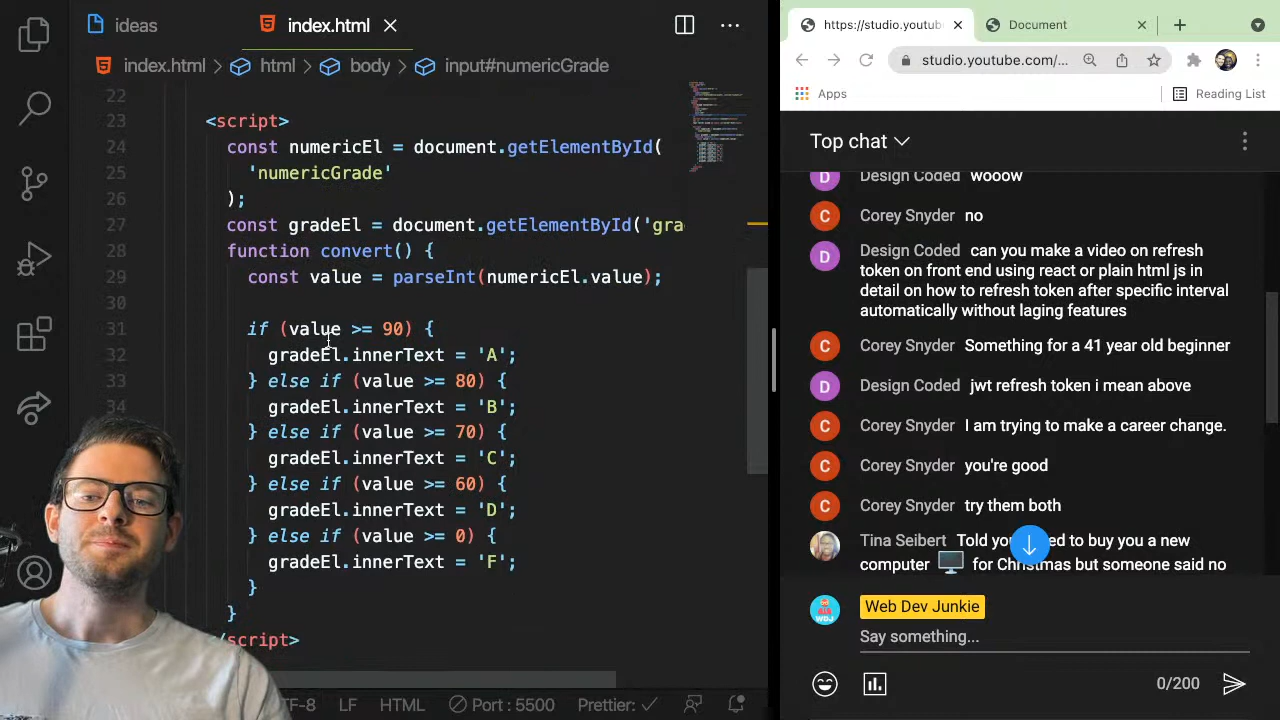 ideas
index.html
index.html > html > body > input#numericGrade
22
23 <script>
24 const numericEl = document.getElementById(
25 'numericGrade'
26 );
27 const gradeEl = document.getElementById('gra
28 function convert() {
29 const value = parseInt(numericEl.value);
30
31 if (value >= 90) {
32 gradeEl.innerText = 'A';
33 } else if (value >= 80) {
34 gradeEl.innerText = 'B';
} else if (value >= 70) {
gradeEl.innerText = 'C';
} else if (value >= 60) {
gradeEl.innerText = 'D';
} else if (value >= 0) {
gradeEl.innerText = 'F';
}
}
/script>
TF-8 LF HTML Port : 5500 Prettier:
https://studio.youtub
Document
studio.youtube.com/...
Apps
Reading List
Top chat
D Design Coded wooow
C Corey Snyder no
D Design Coded can you make a video on refresh
token on front end using react or plain html js in
detail on how to refresh token after specific interval
automatically without laging features
C Corey Snyder Something for a 41 year old beginner
D Design Coded jwt refresh token i mean above
C Corey Snyder I am trying to make a career change.
C Corey Snyder you're good
C Corey Snyder try them both
Tina Seibert Told you ed to buy you a new
computer for Christmas but someone said no
WDJ
Web Dev Junkie
Say something...
0/200